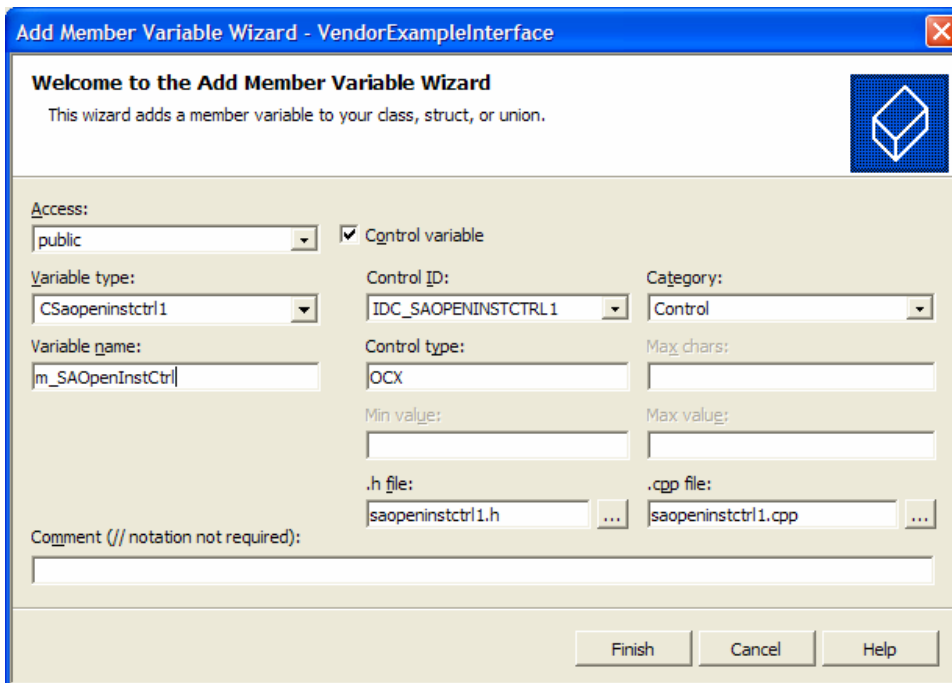 Add Member Variable Wizard - VendorExampleInterface
Welcome to the Add Member Variable Wizard
This wizard adds a member variable to your class, struct, or union.
Access:
public
Control variable
Variable type:
Control ID:
Category:
CSaopeninstctrl1
IDC_SAOPENINSTCTRL1
Control
Variable name:
Control type:
Max chars:
m_SAOpenInstCtrl
OCX
Min value:
Max value:
.h file:
.cpp file:
saopeninstctrl1.h
...
saopeninstctrl1.cpp
...
Comment (// notation not required):
Finish
Cancel
Help